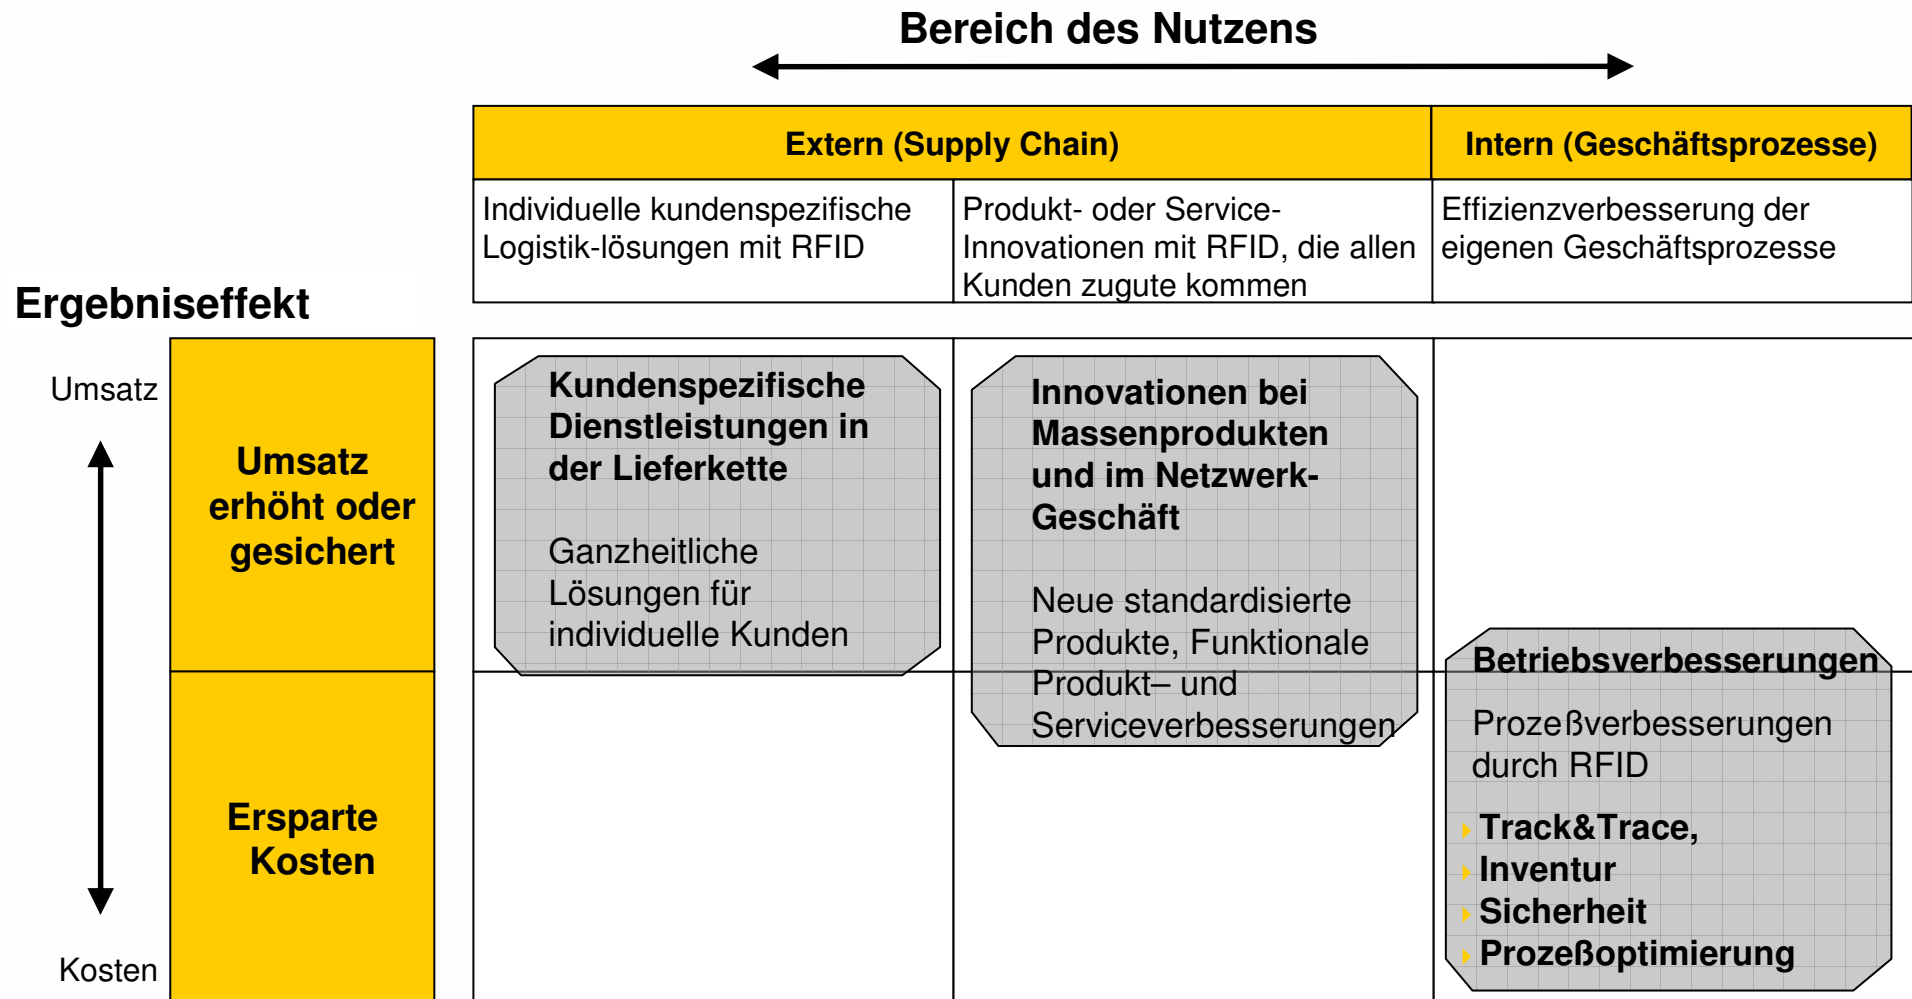 Bereich des Nutzens
Extern (Supply Chain)
Intern (Geschäftsprozesse)
Individuelle kundenspezifische
Logistik-lösungen mit RFID
Produkt- oder Service-
Innovationen mit RFID, die allen
Kunden zugute kommen
Effizienzverbesserung der
eigenen Geschäftsprozesse
Ergebniseffekt
Umsatz
Kosten
Umsatz
erhöht oder
gesichert
Kundenspezifische
Dienstleistungen in
der Lieferkette
Ganzheitliche
Lösungen für
individuelle Kunden
Innovationen bei
Massenprodukten
und im Netzwerk-
Geschäft
Neue standardisierte
Produkte, Funktionale
Produkt– und
Serviceverbesserungen
Ersparte
Kosten
Betriebsverbesserungen
Prozeßverbesserungen
durch RFID
Track&Trace,
Inventur
Sicherheit
Prozeßoptimierung